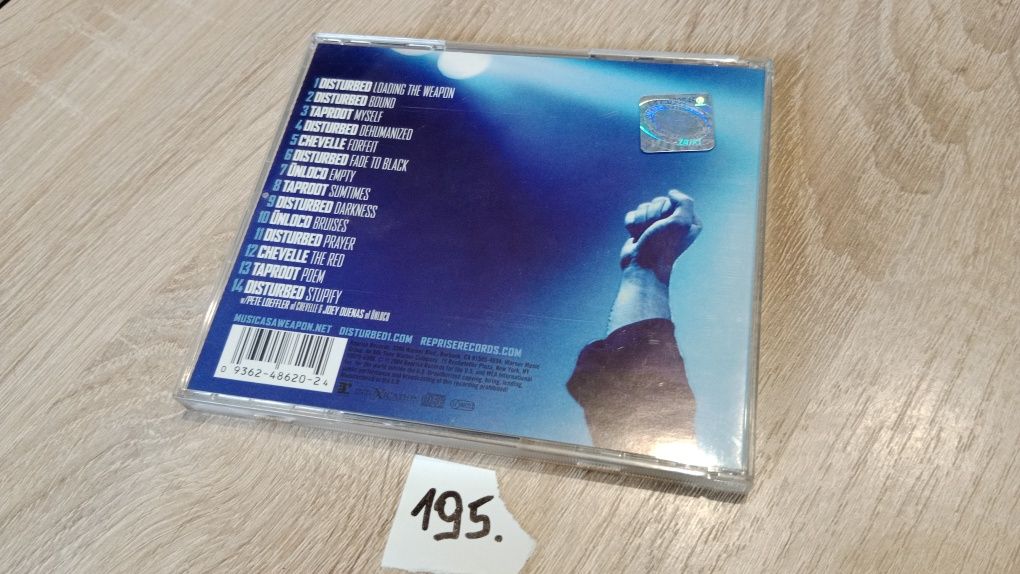 1 DISTURBED LOADING THE WEAPON
2 DISTURBED BOUND
3 TAPROOT MYSELF
4 DISTURBED DEHUMANIZED
5 CHEVELLE FORFEIT
6 DISTURBED FADE TO BLACK
7 ÜNLOCO EMPTY
8 TAPROOT SUMTIMES
9 DISTURBED DARKNESS
10 ÜNLOCO BRUISES
11 DISTURBED PRAYER
12 CHEVELLE THE RED
13 TAPROOT POEM
14 DISTURBED STUPIFY
w/PETE LOEFFLER of CHEVELLE & JOEY DUENAS of ÜNLOCO
MUSICASAWEAPON.NET DISTURBED1.COM REPRISERECORDS.COM
0 93624-8620-24
195.